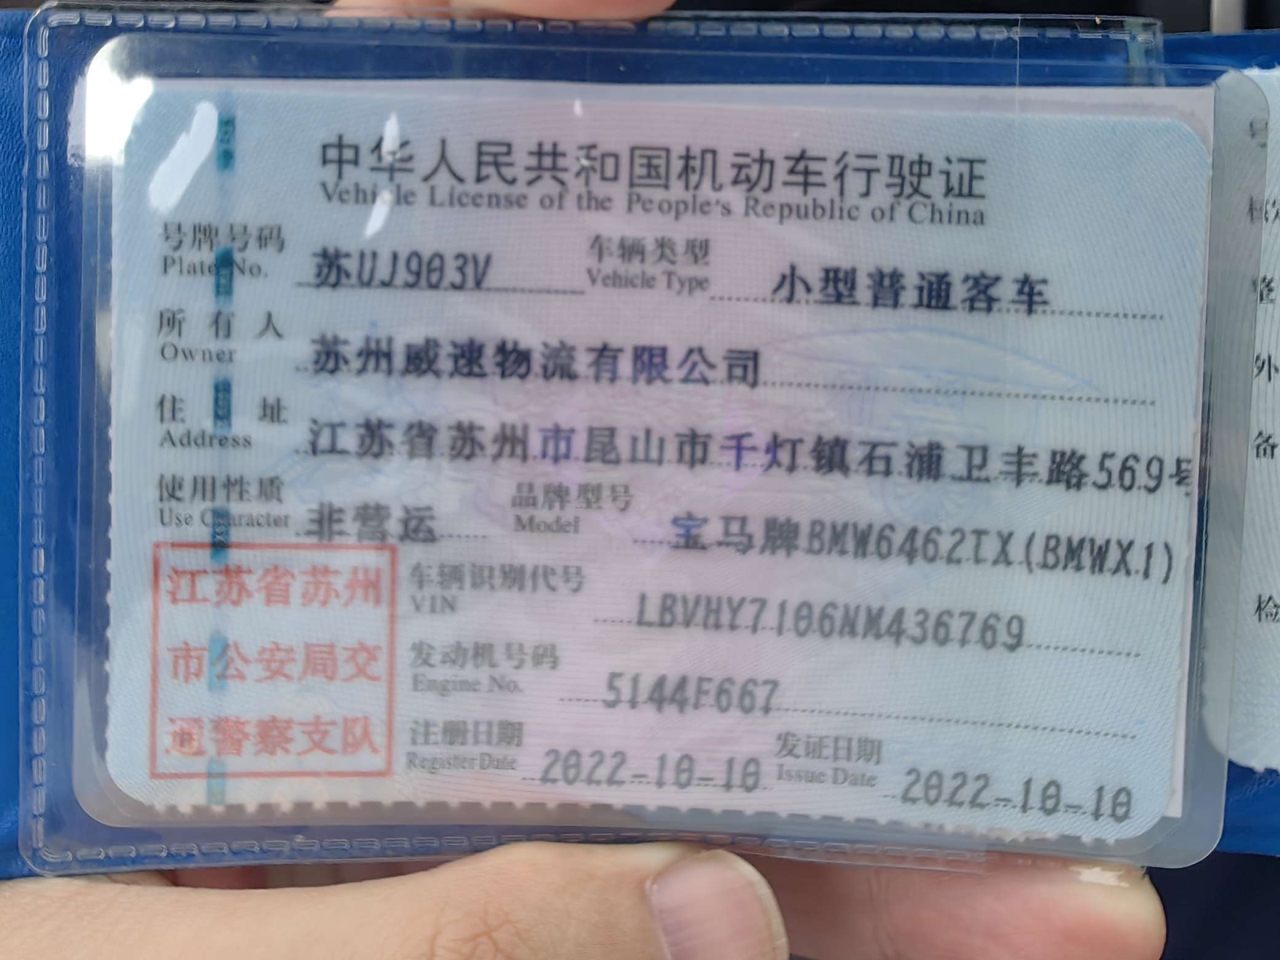 中华人民共和国机动车行驶证
Vehicle License of the People's Republic of China
号牌号码 苏UJ903V 车辆类型 小型普通客车
Plate No. Vehicle Type
所有人 苏州威速物流有限公司
Owner
住址 江苏省苏州市昆山市千灯镇石浦卫丰路569号
Address
使用性质 非营运 品牌型号 宝马牌BMW6462IX(BMWX1)
Use Character Model
江苏省苏州
市公安局交
通警察支队
车辆识别代号 LBVHY7106NM436769
VIN
发动机号码 5144F667
Engine No.
注册日期 2022-10-10 发证日期 2022-10-10
Register Date Issue Date
号
外
备
检